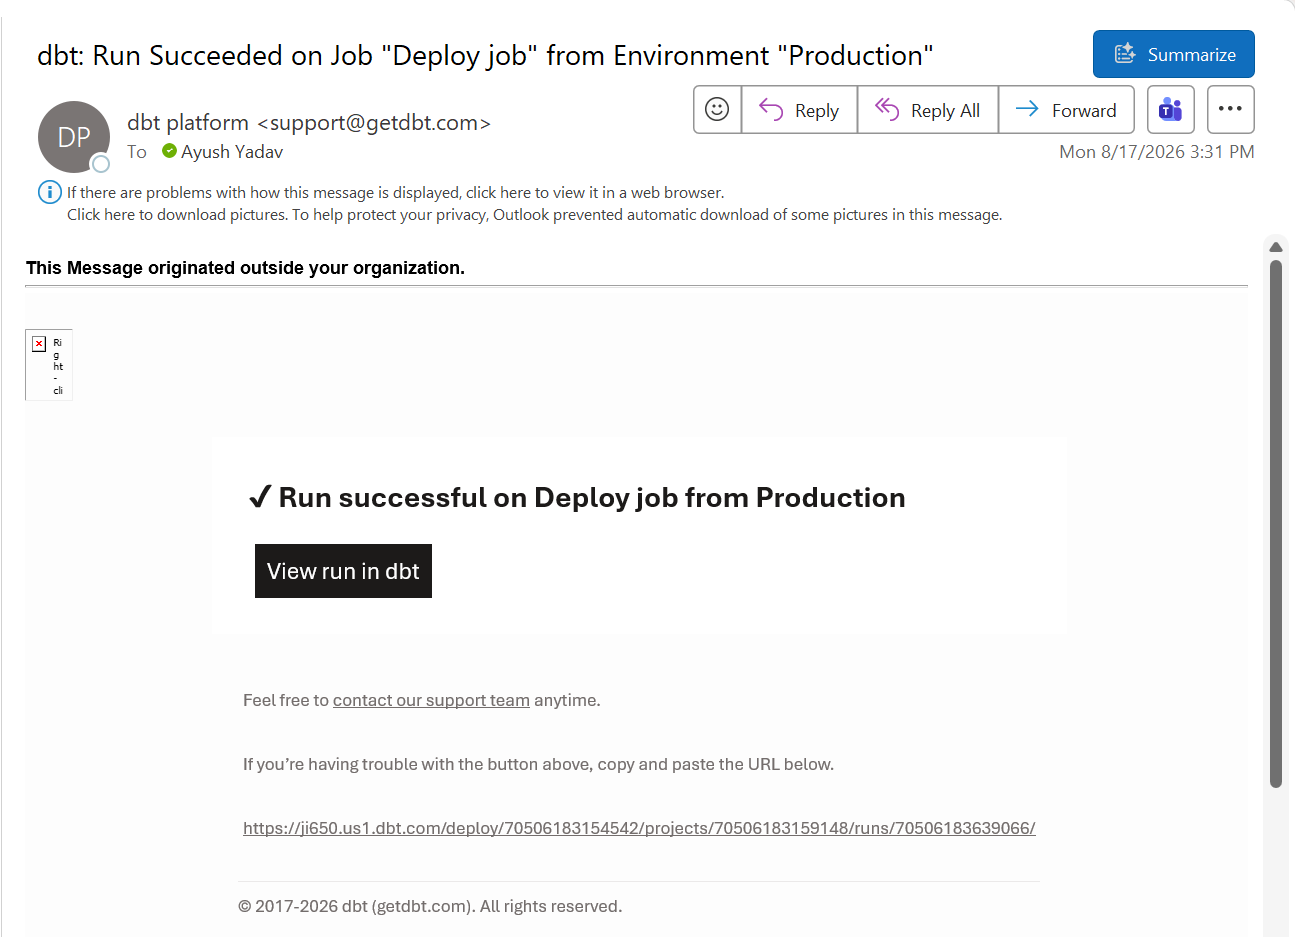 dbt: Run Succeeded on Job "Deploy job" from Environment "Production"
Summarize
DP
dbt platform <support@getdbt.com>
To Ayush Yadav
Reply
Reply All
Forward
Mon 8/17/2026 3:31 PM
If there are problems with how this message is displayed, click here to view it in a web browser.
Click here to download pictures. To help protect your privacy, Outlook prevented automatic download of some pictures in this message.
This Message originated outside your organization.
Ri
g
ht
-
cli
✓ Run successful on Deploy job from Production
View run in dbt
Feel free to contact our support team anytime.
If you’re having trouble with the button above, copy and paste the URL below.
https://ji650.us1.dbt.com/deploy/70506183154542/projects/70506183159148/runs/70506183639066/
© 2017-2026 dbt (getdbt.com). All rights reserved.